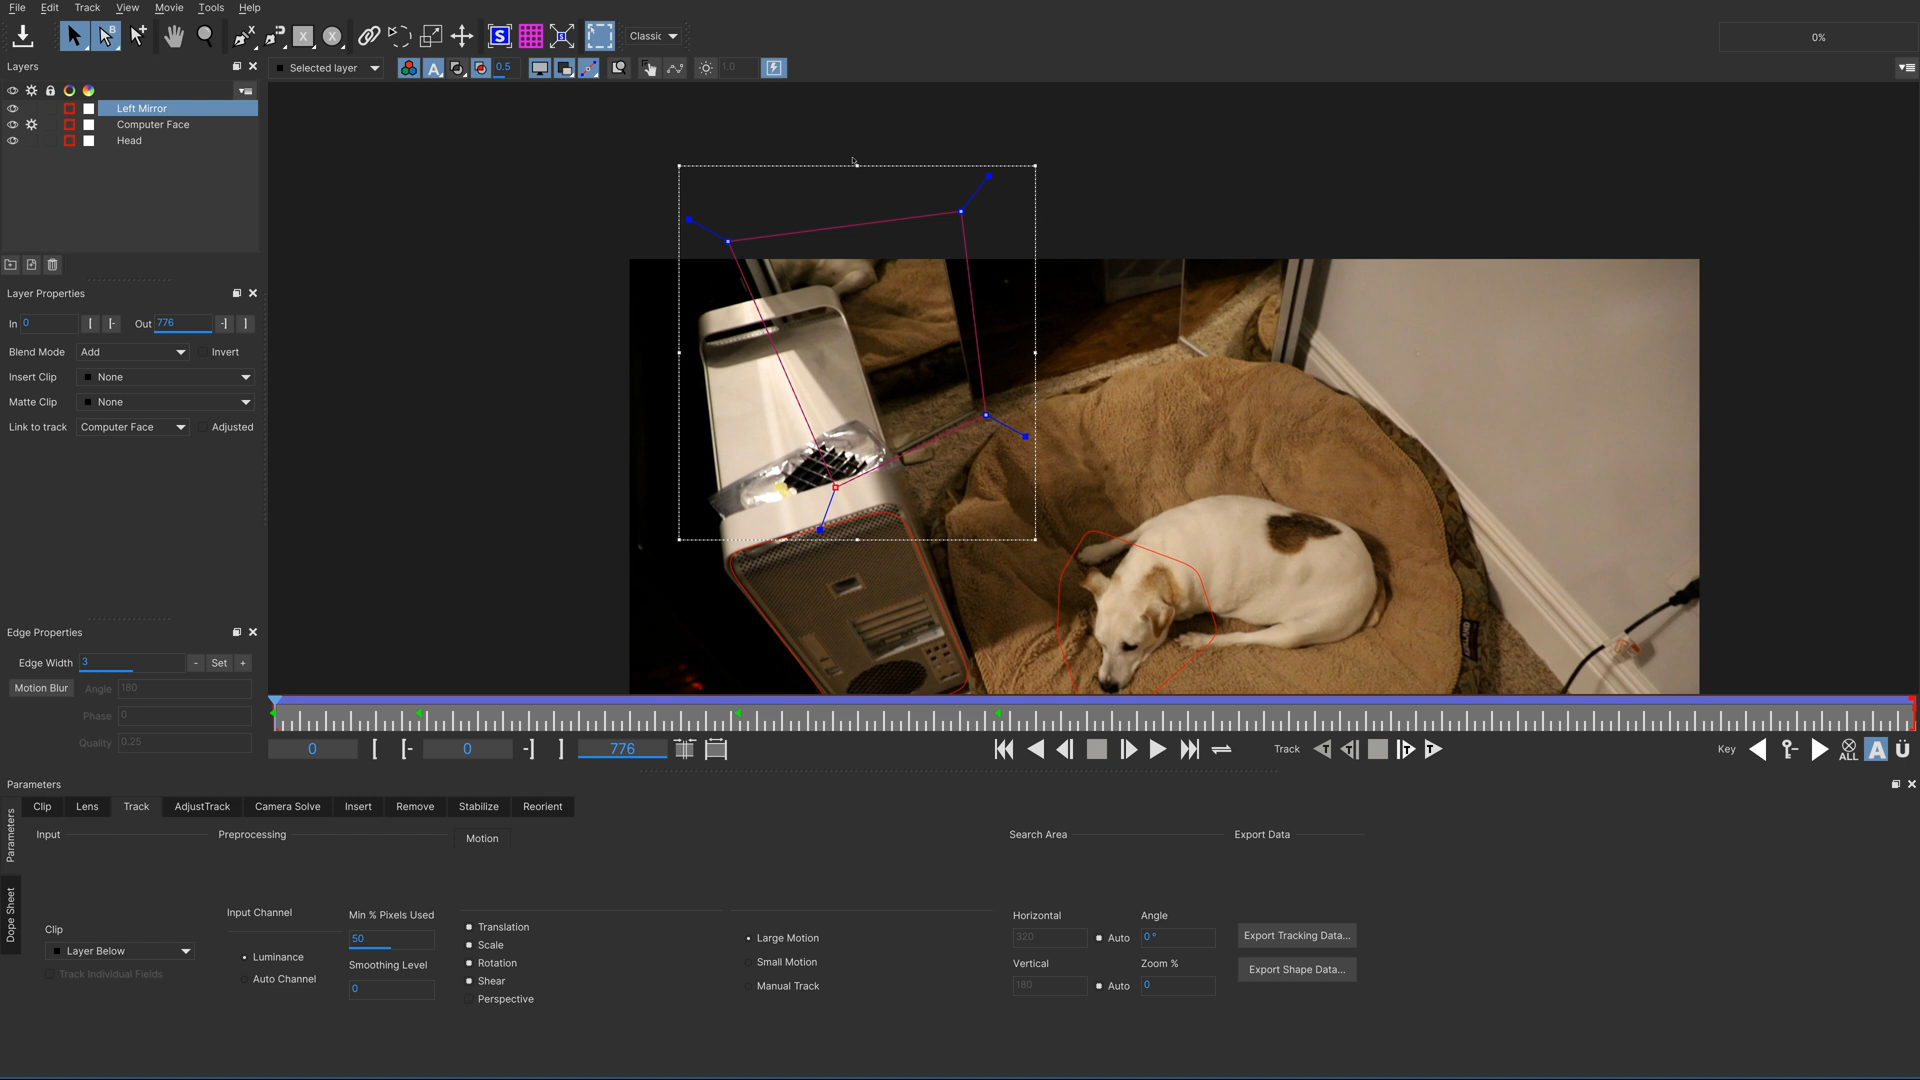 File Edit Track View Movie Tools Help
Classic
0%
Layers
Selected layer
A
0.5
1.0
Left Mirror
Computer Face
Head
Layer Properties
In 0 Out 776
Blend Mode Add Invert
Insert Clip None
Matte Clip None
Link to track Computer Face Adjusted
Edge Properties
Edge Width 3 - Set +
Motion Blur Angle 180
Phase 0
Quality 0.25
0 [ [- 0 -] ] 776 Track Key ALL A Ü
Parameters
Clip Lens Track AdjustTrack Camera Solve Insert Remove Stabilize Reorient
Parameters
Dope Sheet
Input Preprocessing Motion Search Area Export Data
Input Channel Min % Pixels Used Horizontal Angle
Clip 50 Translation Large Motion 320 Auto 0° Export Tracking Data...
Layer Below Luminance Smoothing Level Scale Small Motion Vertical Zoom %
Track Individual Fields Auto Channel 0 Rotation Manual Track 180 Auto 0 Export Shape Data...
Shear
Perspective